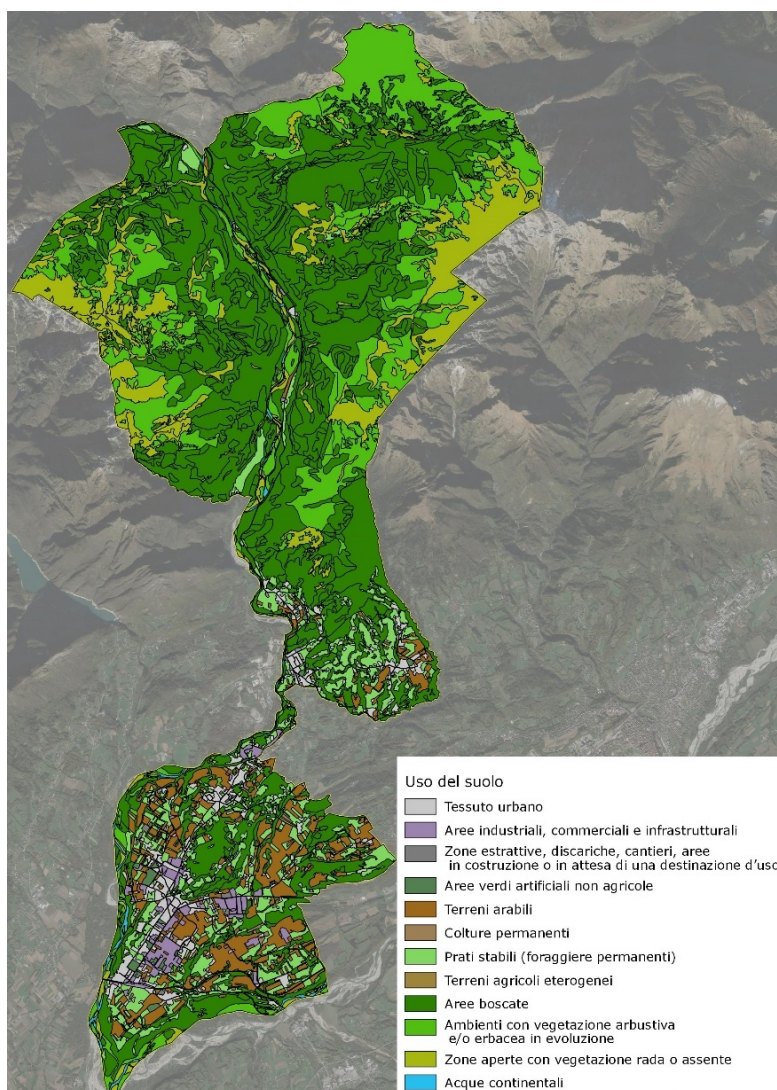 Uso del suolo
Tessuto urbano
Aree industriali, commerciali e infrastrutturali
Zone estrattive, discariche, cantieri, aree
in costruzione o in attesa di una destinazione d'uso
Aree verdi artificiali non agricole
Terreni arabili
Colture permanenti
Prati stabili (foraggiere permanenti)
Terreni agricoli eterogenei
Aree boscate
Ambienti con vegetazione arbustiva
e/o erbacea in evoluzione
Zone aperte con vegetazione rada o assente
Acque continentali